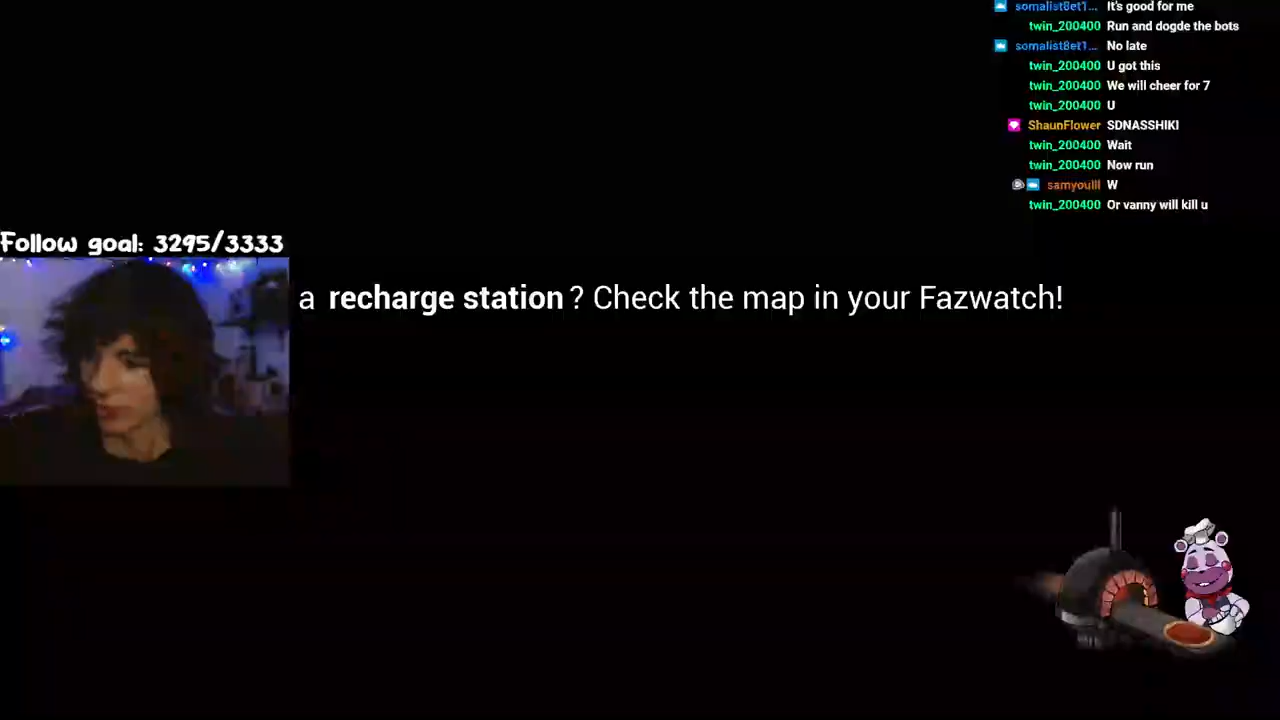 somalist8et1... It's good for me
twin_200400 Run and dogde the bots
somalist8et1... No late
twin_200400 U got this
twin_200400 We will cheer for 7
twin_200400 U
ShaunFlower SDNASSHIKI
twin_200400 Wait
twin_200400 Now run
samyoulll W
twin_200400 Or vanny will kill u
Follow goal: 3295/3333
a recharge station? Check the map in your Fazwatch!